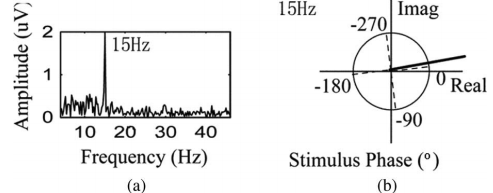 2
1
0
Amplitude (uV)
15Hz
10 20 30 40
Frequency (Hz)
(a)
15Hz
Imag
-270
-180
0
Real
-90
Stimulus Phase (º)
(b)